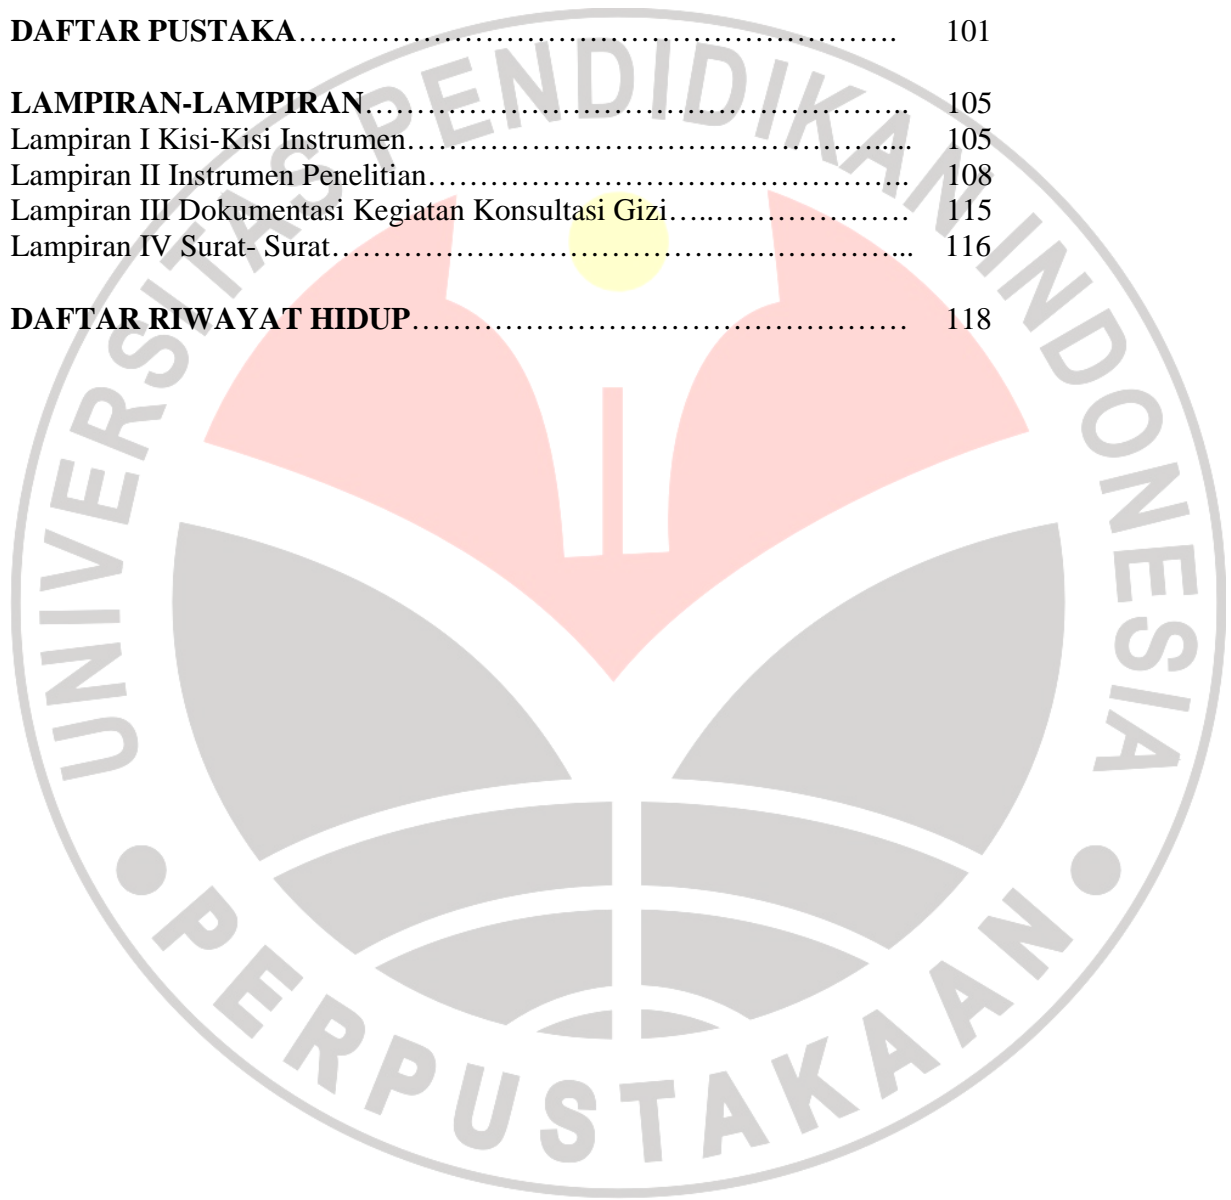 DAFTAR PUSTAKA……………………………………………………. 101
LAMPIRAN-LAMPIRAN……………………………………………….. 105
Lampiran I Kisi-Kisi Instrumen…………………………………………... 105
Lampiran II Instrumen Penelitian………………………………………... 108
Lampiran III Dokumentasi Kegiatan Konsultasi Gizi…..………………… 115
Lampiran IV Surat- Surat………………………………………………... 116
DAFTAR RIWAYAT HIDUP………………………………………… 118
UNIVERSITAS PENDIDIKAN INDONESIA
PERPUSTAKAAN